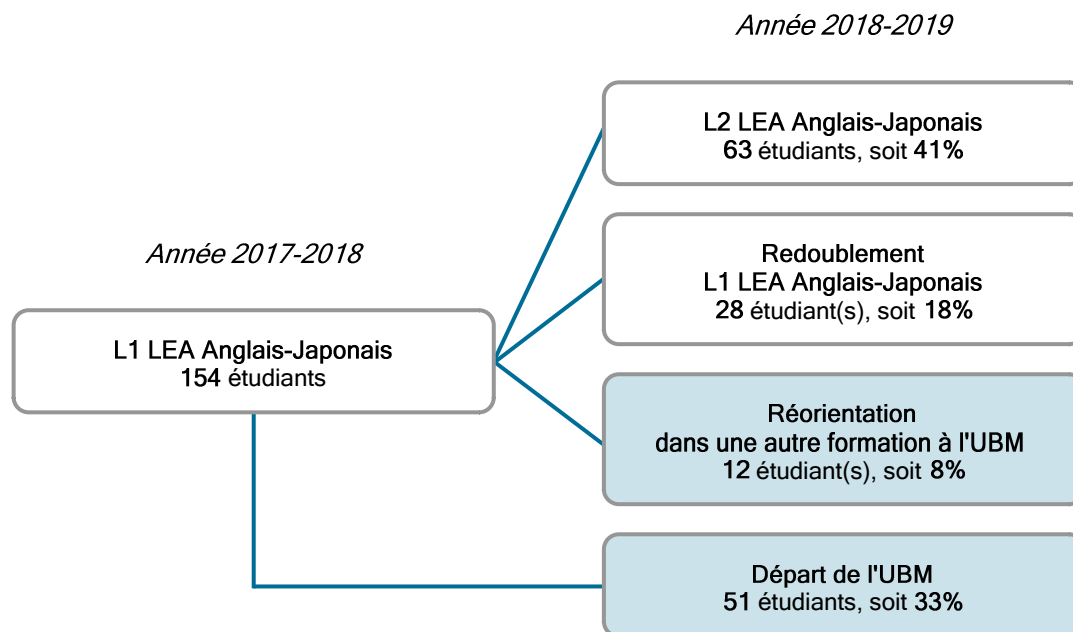 Année 2018-2019
L2 LEA Anglais-Japonais
63 étudiants, soit 41%
Redoublement
L1 LEA Anglais-Japonais
28 étudiant(s), soit 18%
Année 2017-2018
L1 LEA Anglais-Japonais
154 étudiants
Réorientation
dans une autre formation à l'UBM
12 étudiant(s), soit 8%
Départ de l'UBM
51 étudiants, soit 33%